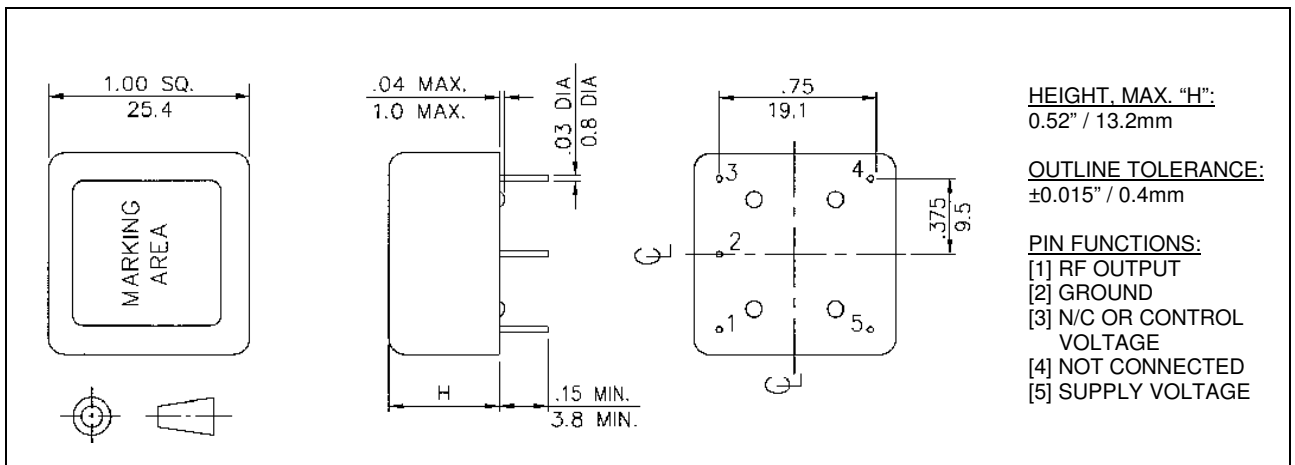 1.00 SQ.
25.4
MARKING
AREA
.04 MAX.
1.0 MAX.
.03 DIA
0.8 DIA
H
.15 MIN.
3.8 MIN.
.75
19.1
3
4
2
1
5
.375
9.5
CL
CL
HEIGHT, MAX. “H”:
0.52” / 13.2mm
OUTLINE TOLERANCE:
±0.015” / 0.4mm
PIN FUNCTIONS:
[1] RF OUTPUT
[2] GROUND
[3] N/C OR CONTROL
VOLTAGE
[4] NOT CONNECTED
[5] SUPPLY VOLTAGE